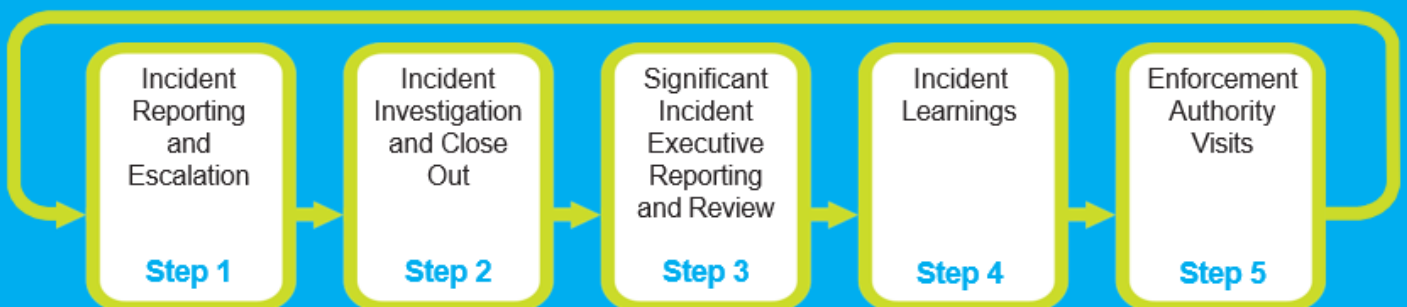 Incident
Reporting
and
Escalation
Step 1
Incident
Investigation
and Close
Out
Step 2
Significant
Incident
Executive
Reporting
and Review
Step 3
Incident
Learnings
Step 4
Enforcement
Authority
Visits
Step 5